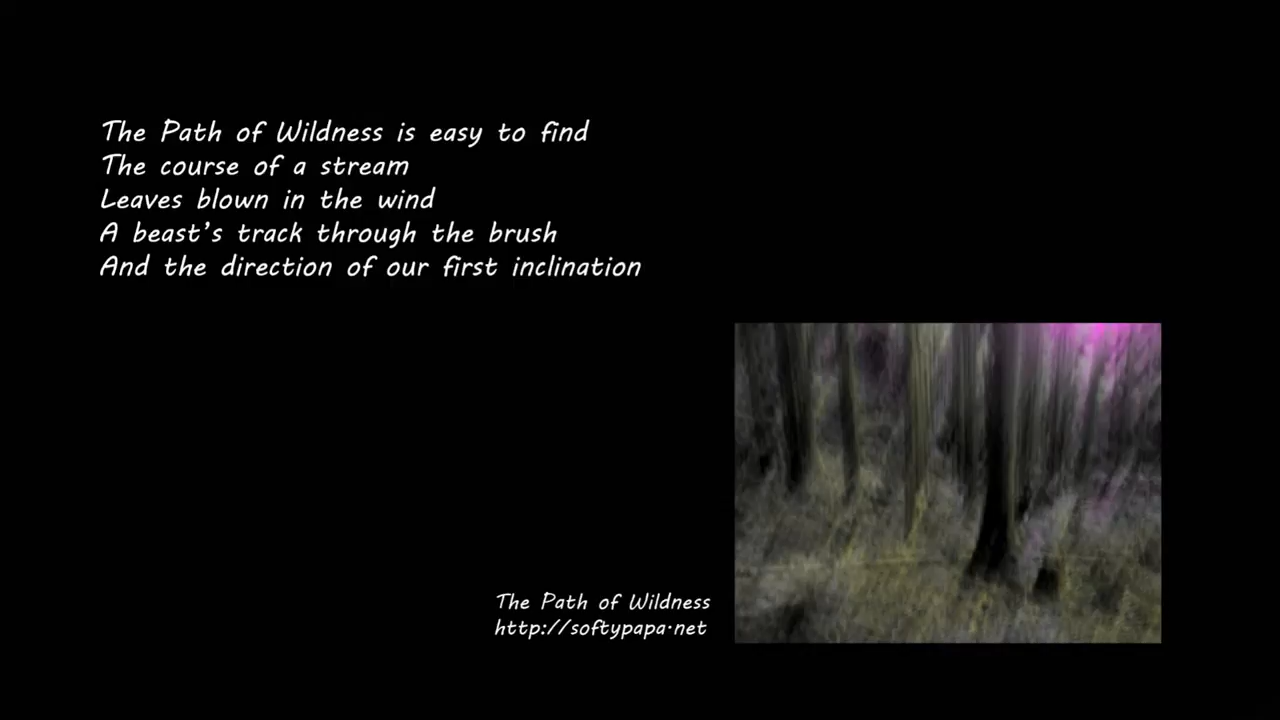 The Path of Wildness is easy to find
The course of a stream
Leaves blown in the wind
A beast's track through the brush
And the direction of our first inclination
The Path of Wildness
http://softypapa.net